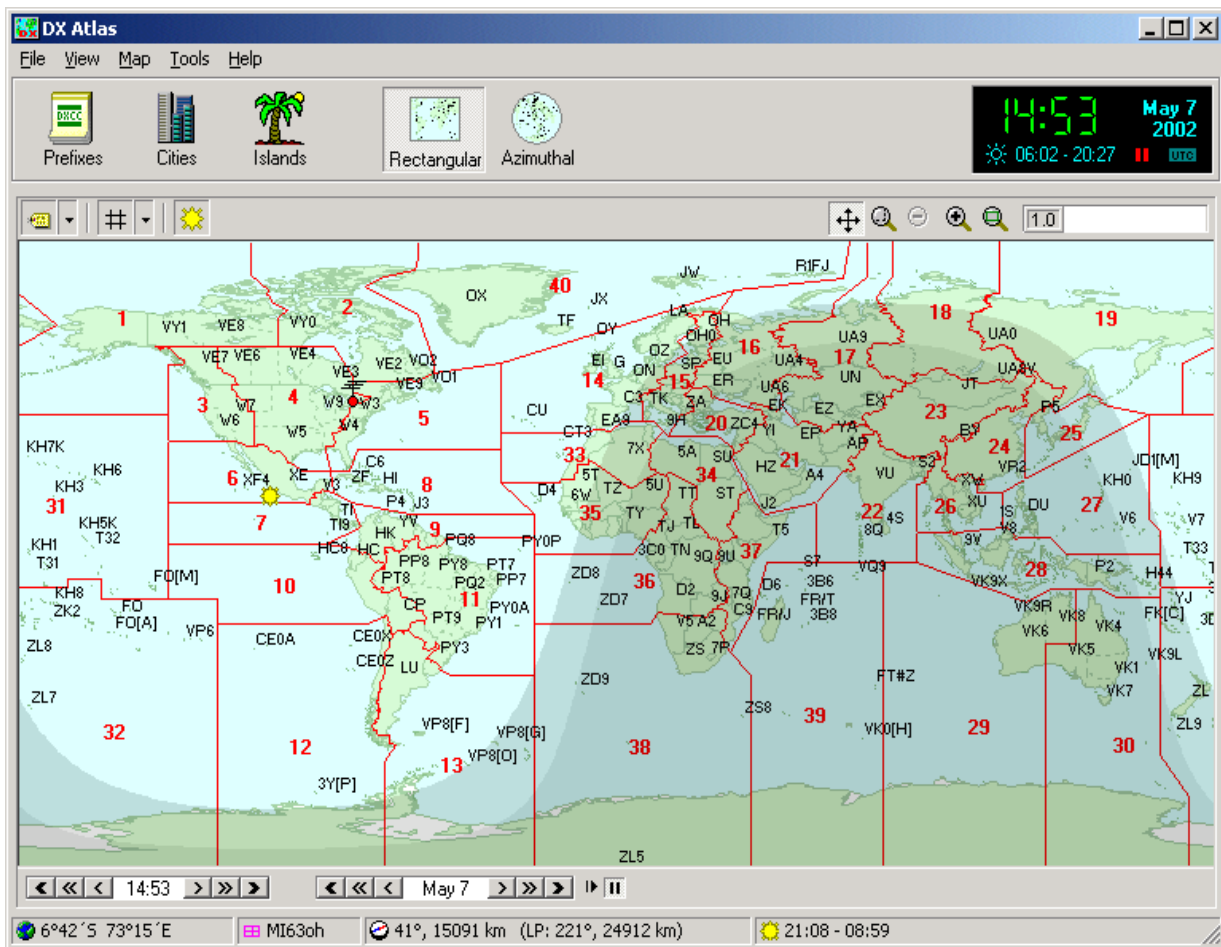 DX Atlas
File View Map Tools Help
DXCC
Prefixes Cities Islands Rectangular Azimuthal
14:53 May 7 2002
06:02 - 20:27 UTC
1.0
R1FJ
JW
40
OX JX
1 2 18 19
VY1 VE8 VY0 TF OY LA OH
OH0 UA9 UA0
VE7 VE6 VE4 VE2 VO2 EI G OZ SP EU 16 UA4 17
VE3 VE9 VO1 14 ON 15 ER UN JT UA9V
3 W7 4 W9 W3 5 C3 TK ZA UA6 EK EZ EX 23 P5
W6 W4 CU EA9 9H 20 ZC4 YI EP YA BY 24 25
KH7K W5 CT3 7X 5A SU AP
KH6 6 XF4 XE C6 33 34 HZ 21 VU S2 VR2 JD1[M]
KH3 V3 ZF HI 8 D4 5T TZ 5U A4 XW KH0 KH9
31 7 P4 J3 6W TT ST J2 22 26 XU DU 27
KH5K TI YV 9 35 TY T5 4S 1S V6 V7
T32 TI9 HK PQ8 PY0P TJ TL 8Q V8
KH1 HC8 HC 3C0 TN 9Q 9U 37 9V T33
T31 PP8 PY8 PT7 S7 VQ9 28 P2 H44
FO[M] 10 PT8 PQ2 PP7 ZD8 36 D6 3B6 VK9X
KH8 11 D2 7Q FR/T YJ
ZK2 FO CP PY0A ZD7 9J C9 FR/J 3B8 VK9R VK8 FK[C]
FO[A] VP6 CE0A CE0X PT9 PY1 V5 A2 VK6 VK4
ZL8 CE0Z PY3 ZS 7P VK5 VK9L
LU ZD9 FT#Z VK1
ZL7 ZS8 VK7 ZL
32 12 VP8[F] VP8[G] 39 VK0[H] 29 ZL9
13 VP8[O] 38 30
3Y[P]
ZL5
14:53 May 7
6°42´S 73°15´E MI63oh 41°, 15091 km (LP: 221°, 24912 km) 21:08 - 08:59